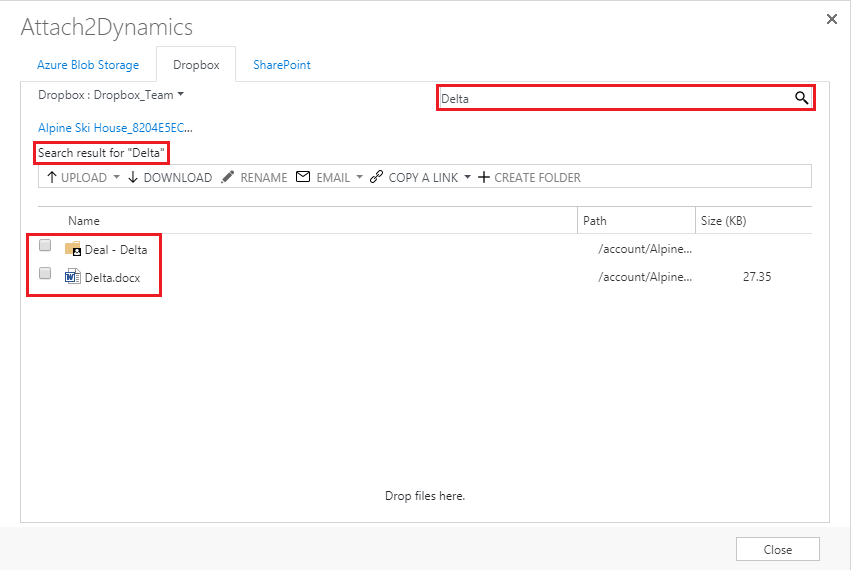 Attach2Dynamics
Azure Blob Storage Dropbox SharePoint
Dropbox : Dropbox_Team
Delta
Alpine Ski House_8204E5EC...
Search result for "Delta"
UPLOAD DOWNLOAD RENAME EMAIL COPY A LINK CREATE FOLDER
Name Path Size (KB)
Deal - Delta /account/Alpine...
Delta.docx /account/Alpine... 27.35
Drop files here.
Close